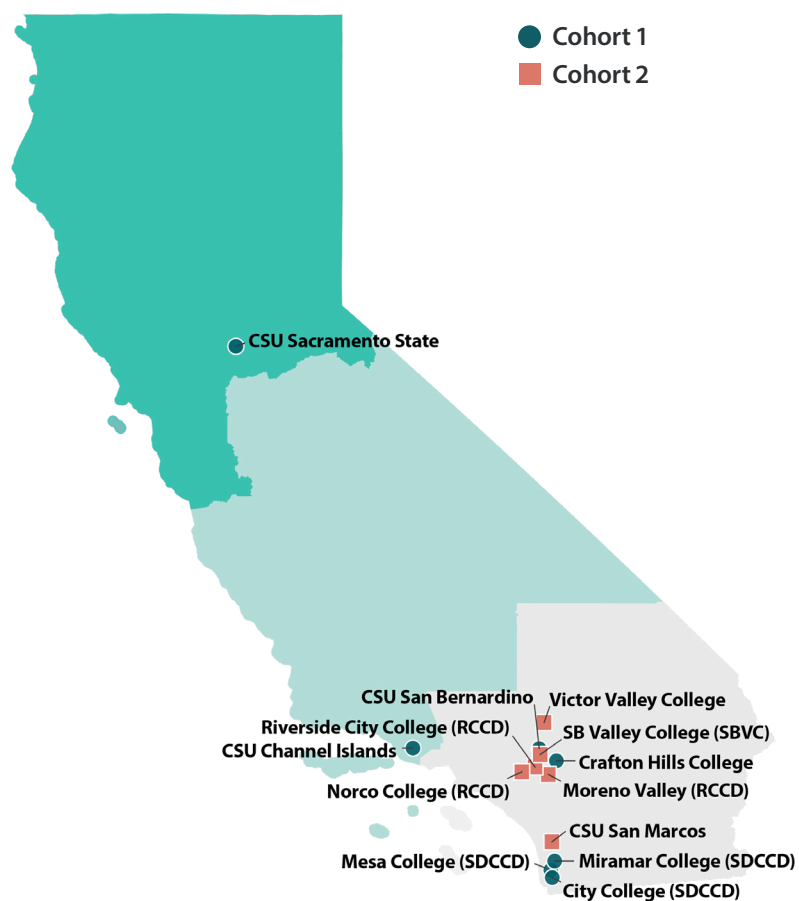 Cohort 1
Cohort 2
CSU Sacramento State
CSU San Bernardino
Victor Valley College
Riverside City College (RCCD)
SB Valley College (SBVC)
CSU Channel Islands
Crafton Hills College
Norco College (RCCD)
Moreno Valley (RCCD)
CSU San Marcos
Mesa College (SDCCD)
Miramar College (SDCCD)
City College (SDCCD)